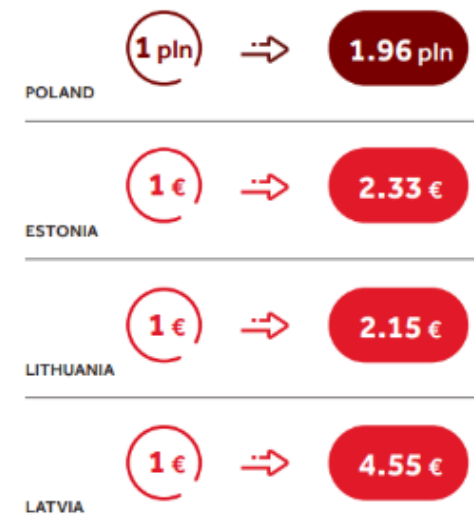 1 pln 1.96 pln
POLAND
1 € 2.33 €
ESTONIA
1 € 2.15 €
LITHUANIA
1 € 4.55 €
LATVIA